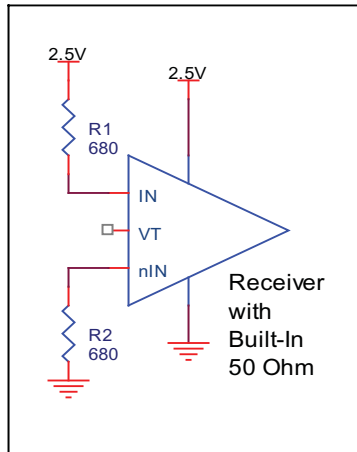 2.5V
2.5V
R1
680
IN
VT
nIN
R2
680
Receiver
with
Built-In
50 Ohm